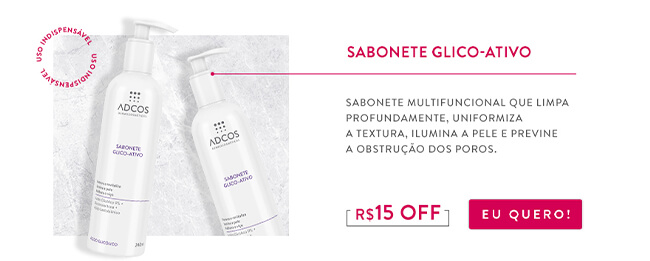 USO INDISPENSÁVEL
USO INDISPENSÁVEL
SABONETE GLICO-ATIVO
SABONETE MULTIFUNCIONAL QUE LIMPA
PROFUNDAMENTE, UNIFORMIZA
A TEXTURA, ILUMINA A PELE E PREVINE
A OBSTRUÇÃO DOS POROS.
R$15 OFF
EU QUERO!
ADCOS
SABONETE
GLICO-ATIVO
ADCOS
SABONETE
GLICO-ATIVO